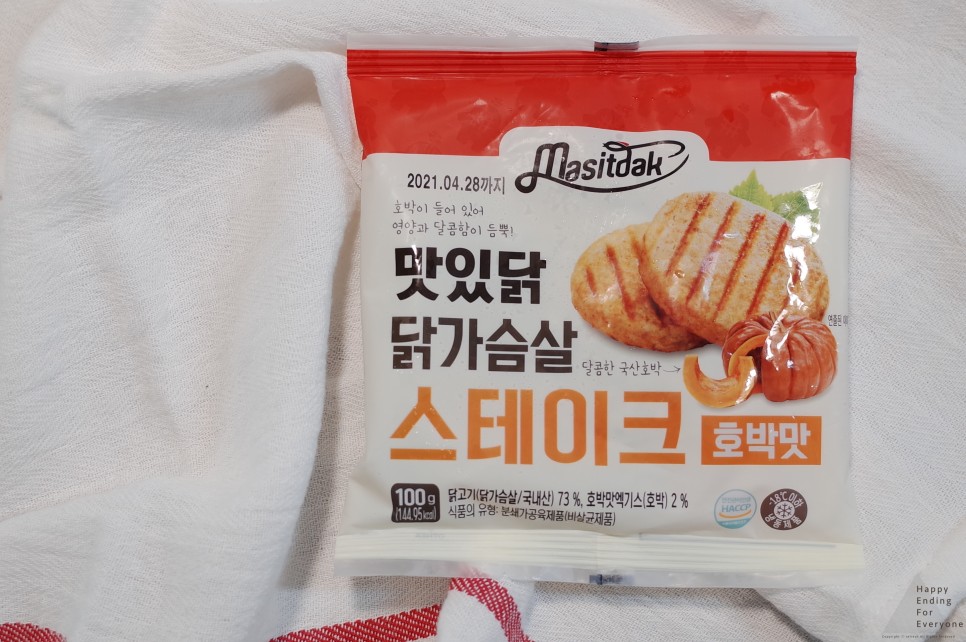 Masitdak
2021.04.28까지
호박이 들어 있어
영양과 달콤함이 듬뿍!
맛있닭
닭가슴살
달콤한 국산호박
스테이크
호박맛
100g
(144.95kcal)
닭고기(닭가슴살/국내산) 73 %, 호박맛엑기스(호박) 2 %
식품의 유형: 분쇄가공육제품(비살균제품)
HACCP
-18℃이하
냉동제품
Happy
Ending
For
Everyone